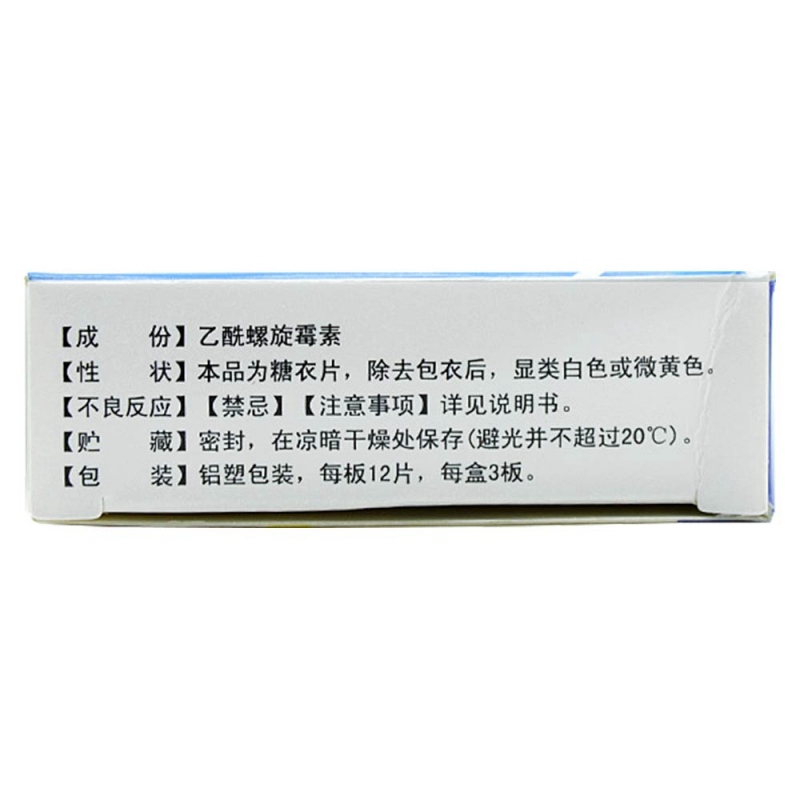 【成　　份】乙酰螺旋霉素
【性　　状】本品为糖衣片，除去包衣后，显类白色或微黄色。
【不良反应】【禁忌】【注意事项】详见说明书。
【贮　　藏】密封，在凉暗干燥处保存(避光并不超过20℃)。
【包　　装】铝塑包装，每板12片，每盒3板。